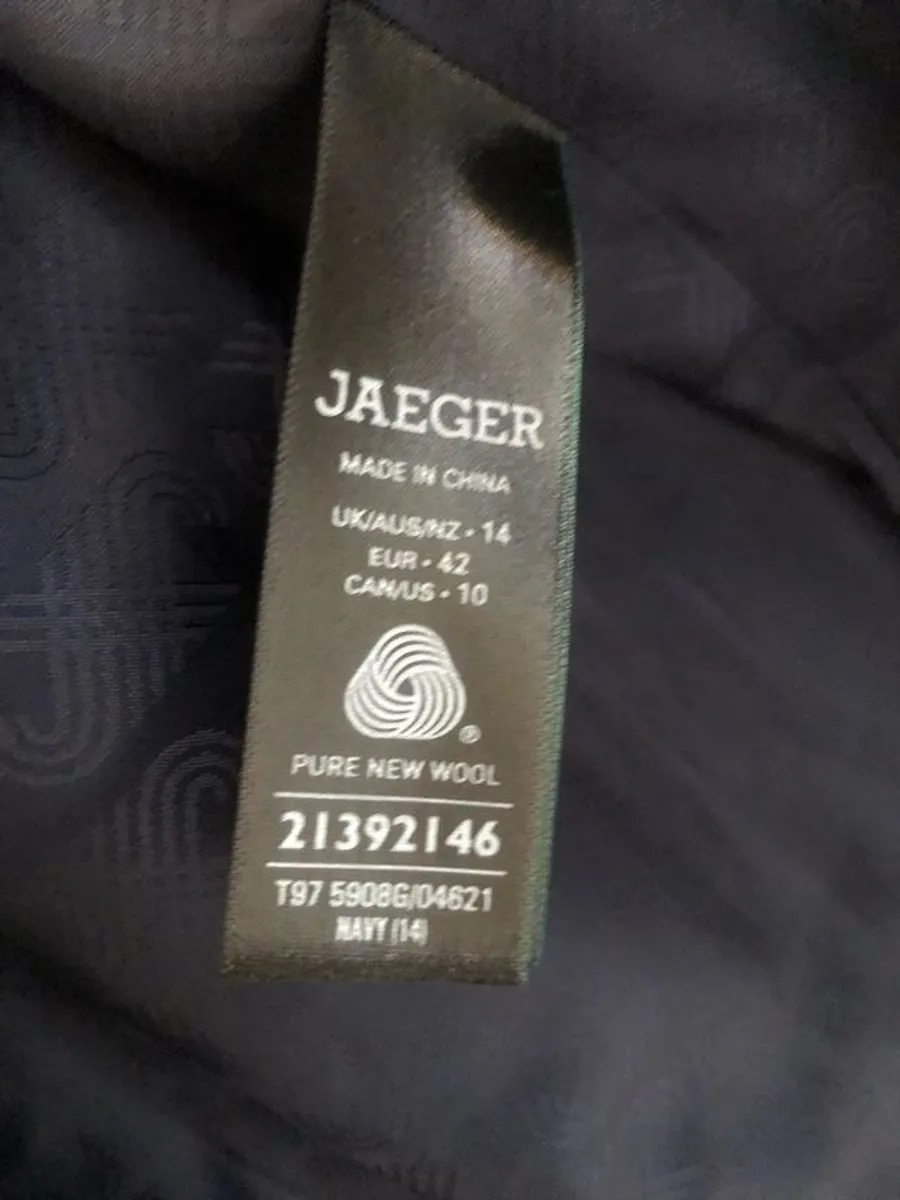 JAEGER
MADE IN CHINA
UK/AUS/NZ • 14
EUR • 42
CAN/US • 10
®
PURE NEW WOOL
21392146
T97 5908G/04621
NAVY (14)